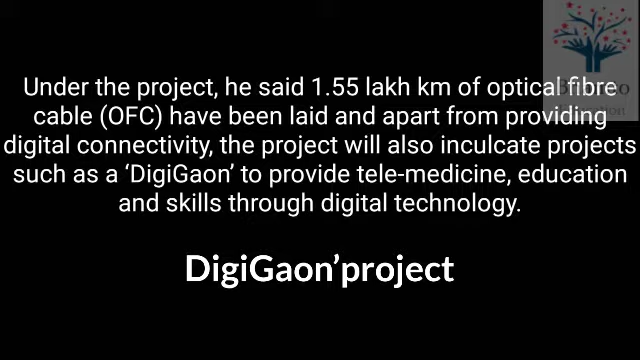 Under the project, he said 1.55 lakh km of optical fibre
cable (OFC) have been laid and apart from providing
digital connectivity, the project will also inculcate projects
such as a ‘DigiGaon’ to provide tele-medicine, education
and skills through digital technology.
DigiGaon’project